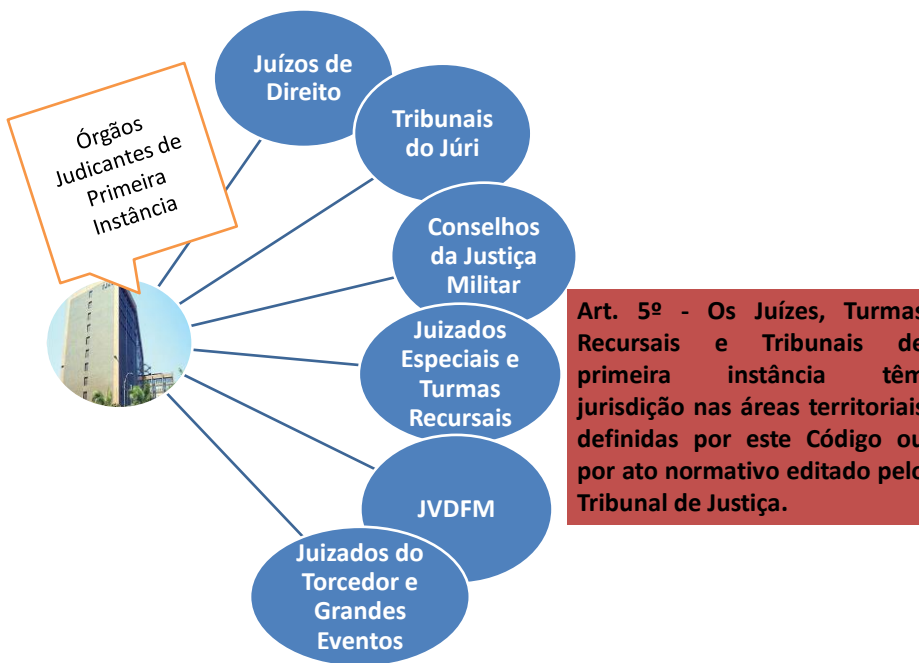 Órgãos
Judicantes de
Primeira
Instância
Juízos de
Direito
Tribunais
do Júri
Conselhos
da Justiça
Militar
Juizados
Especiais e
Turmas
Recursais
JVDFM
Juizados do
Torcedor e
Grandes
Eventos
Art. 5º - Os Juízes, Turmas
Recursais e Tribunais de
primeira instância têm
jurisdição nas áreas territoriais
definidas por este Código ou
por ato normativo editado pelo
Tribunal de Justiça.